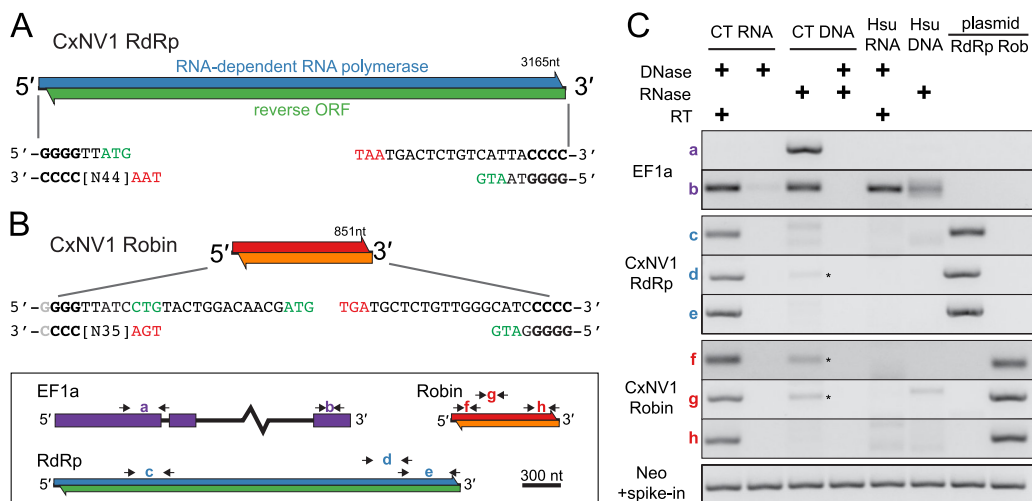 A
CxNV1 RdRp
3165nt
RNA-dependent RNA polymerase
5′ 3′
reverse ORF
5′-GGGGTTATG TAATGACTCTGTCATTACCCC-3′
3′-CCCC[N44]AAT GTAATGGGG-5′
B
CxNV1 Robin
851nt
5′ 3′
5′-GGGGTTATCCTGTACTGGACAACGATG TGATGCTCTGTTGGGCATCCCCC-3′
3′-CCCC[N35]AGT GTAGGGGG-5′
EF1a
5′ a b 3′
Robin
g
5′ f h 3′
RdRp
d
5′ c e 3′
300 nt
C
CT RNA CT DNA Hsu RNA Hsu DNA plasmid
RdRp Rob
DNase + + + +
RNase + + +
RT + +
EF1a
a
b
CxNV1
RdRp
c
d *
e
CxNV1
Robin
f *
g *
h
Neo
+spike-in